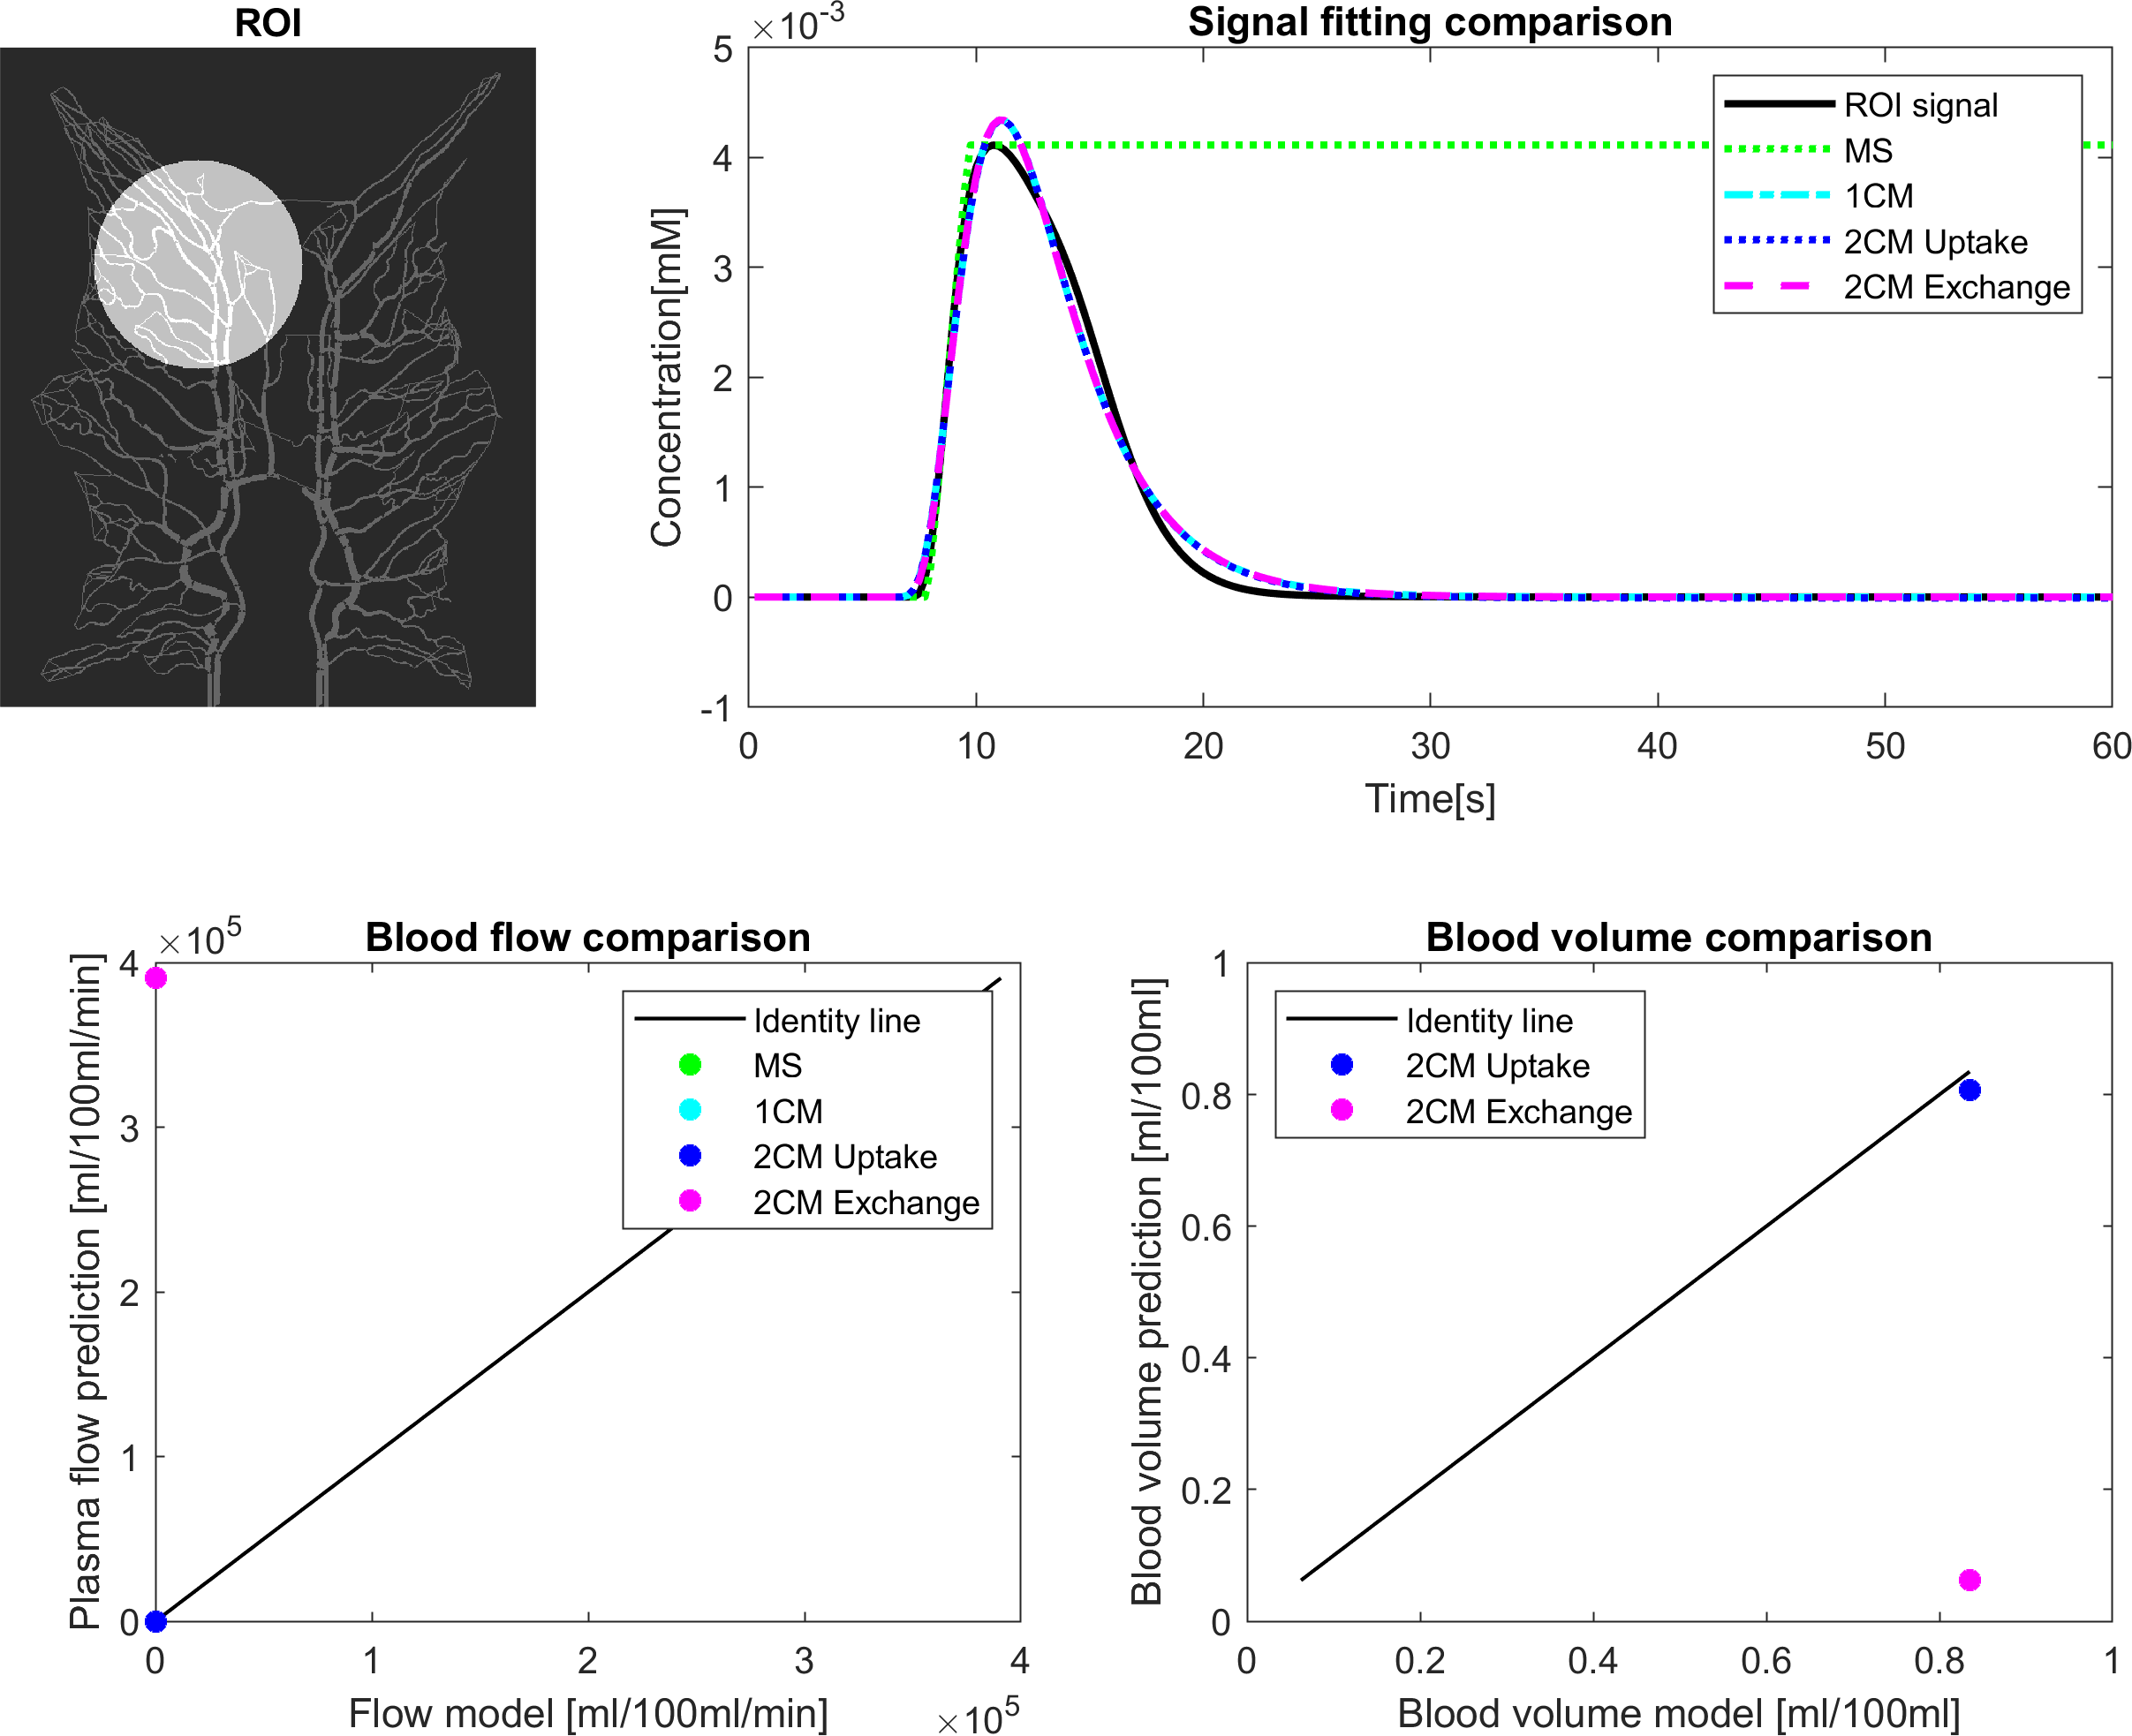 ROI
Signal fitting comparison
×10-3
5
4
3
2
1
0
-1
Concentration[mM]
0 10 20 30 40 50 60
Time[s]
ROI signal
MS
1CM
2CM Uptake
2CM Exchange
Blood flow comparison
×105
4
3
2
1
0
Plasma flow prediction [ml/100ml/min]
0 1 2 3 4
Flow model [ml/100ml/min]
×105
Identity line
MS
1CM
2CM Uptake
2CM Exchange
Blood volume comparison
1
0.8
0.6
0.4
0.2
0
Blood volume prediction [ml/100ml]
0 0.2 0.4 0.6 0.8 1
Blood volume model [ml/100ml]
Identity line
2CM Uptake
2CM Exchange